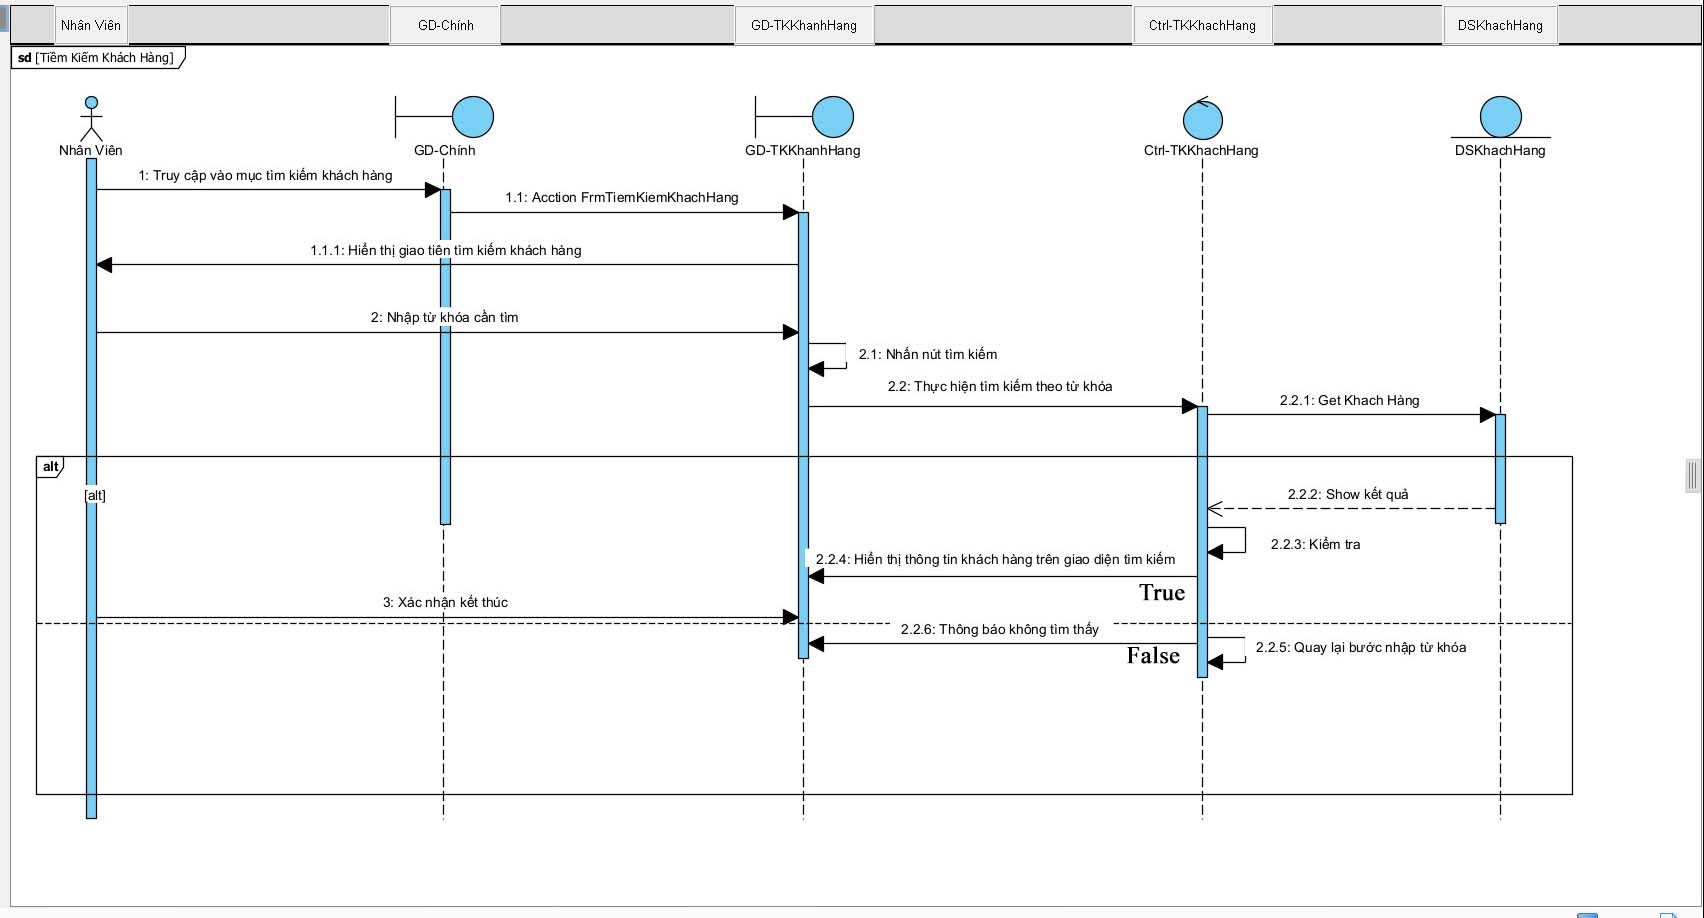 Nhân Viên
GD-Chính
GD-TKKhanhHang
Ctrl-TKKhachHang
DSKhachHang
sd [Tiềm Kiếm Khách Hàng]
Nhân Viên
GD-Chính
GD-TKKhanhHang
Ctrl-TKKhachHang
DSKhachHang
1: Truy cập vào mục tìm kiếm khách hàng
1.1: Acction FrmTiemKiemKhachHang
1.1.1: Hiển thị giao tiên tìm kiếm khách hàng
2: Nhập từ khóa cần tìm
2.1: Nhấn nút tìm kiếm
2.2: Thực hiện tìm kiếm theo từ khóa
2.2.1: Get Khach Hàng
alt
[alt]
2.2.2: Show kết quả
2.2.3: Kiểm tra
2.2.4: Hiển thị thông tin khách hàng trên giao diện tìm kiếm
True
3: Xác nhận kết thúc
2.2.6: Thông báo không tìm thấy
False
2.2.5: Quay lại bước nhập từ khóa